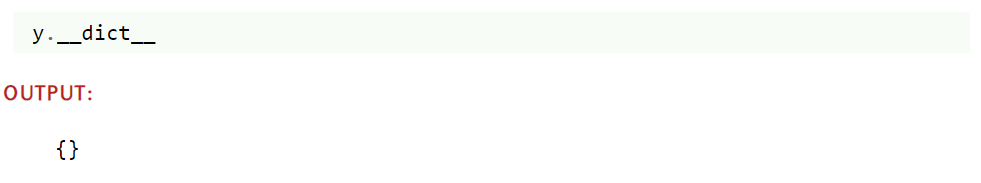 y.__dict__
OUTPUT:
{}